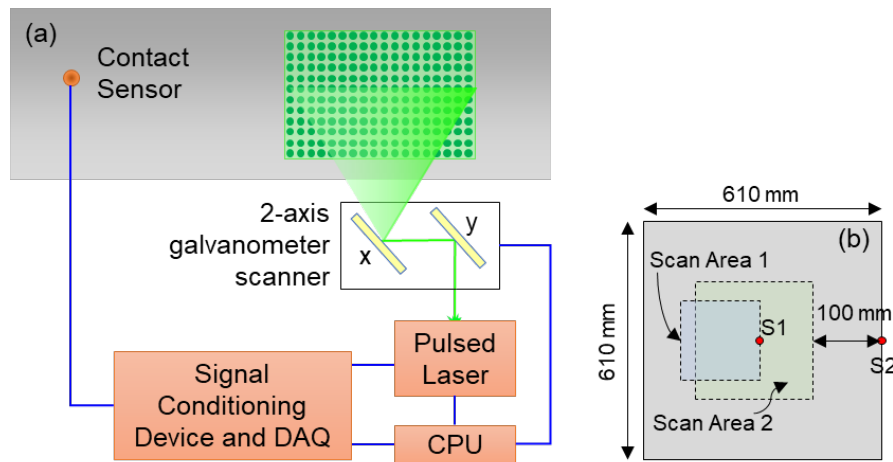 (a)
Contact
Sensor
2-axis
galvanometer
scanner
x
y
Pulsed
Laser
Signal
Conditioning
Device and DAQ
CPU
610 mm
(b)
610 mm
Scan Area 1
S1
100 mm
S2
Scan Area 2